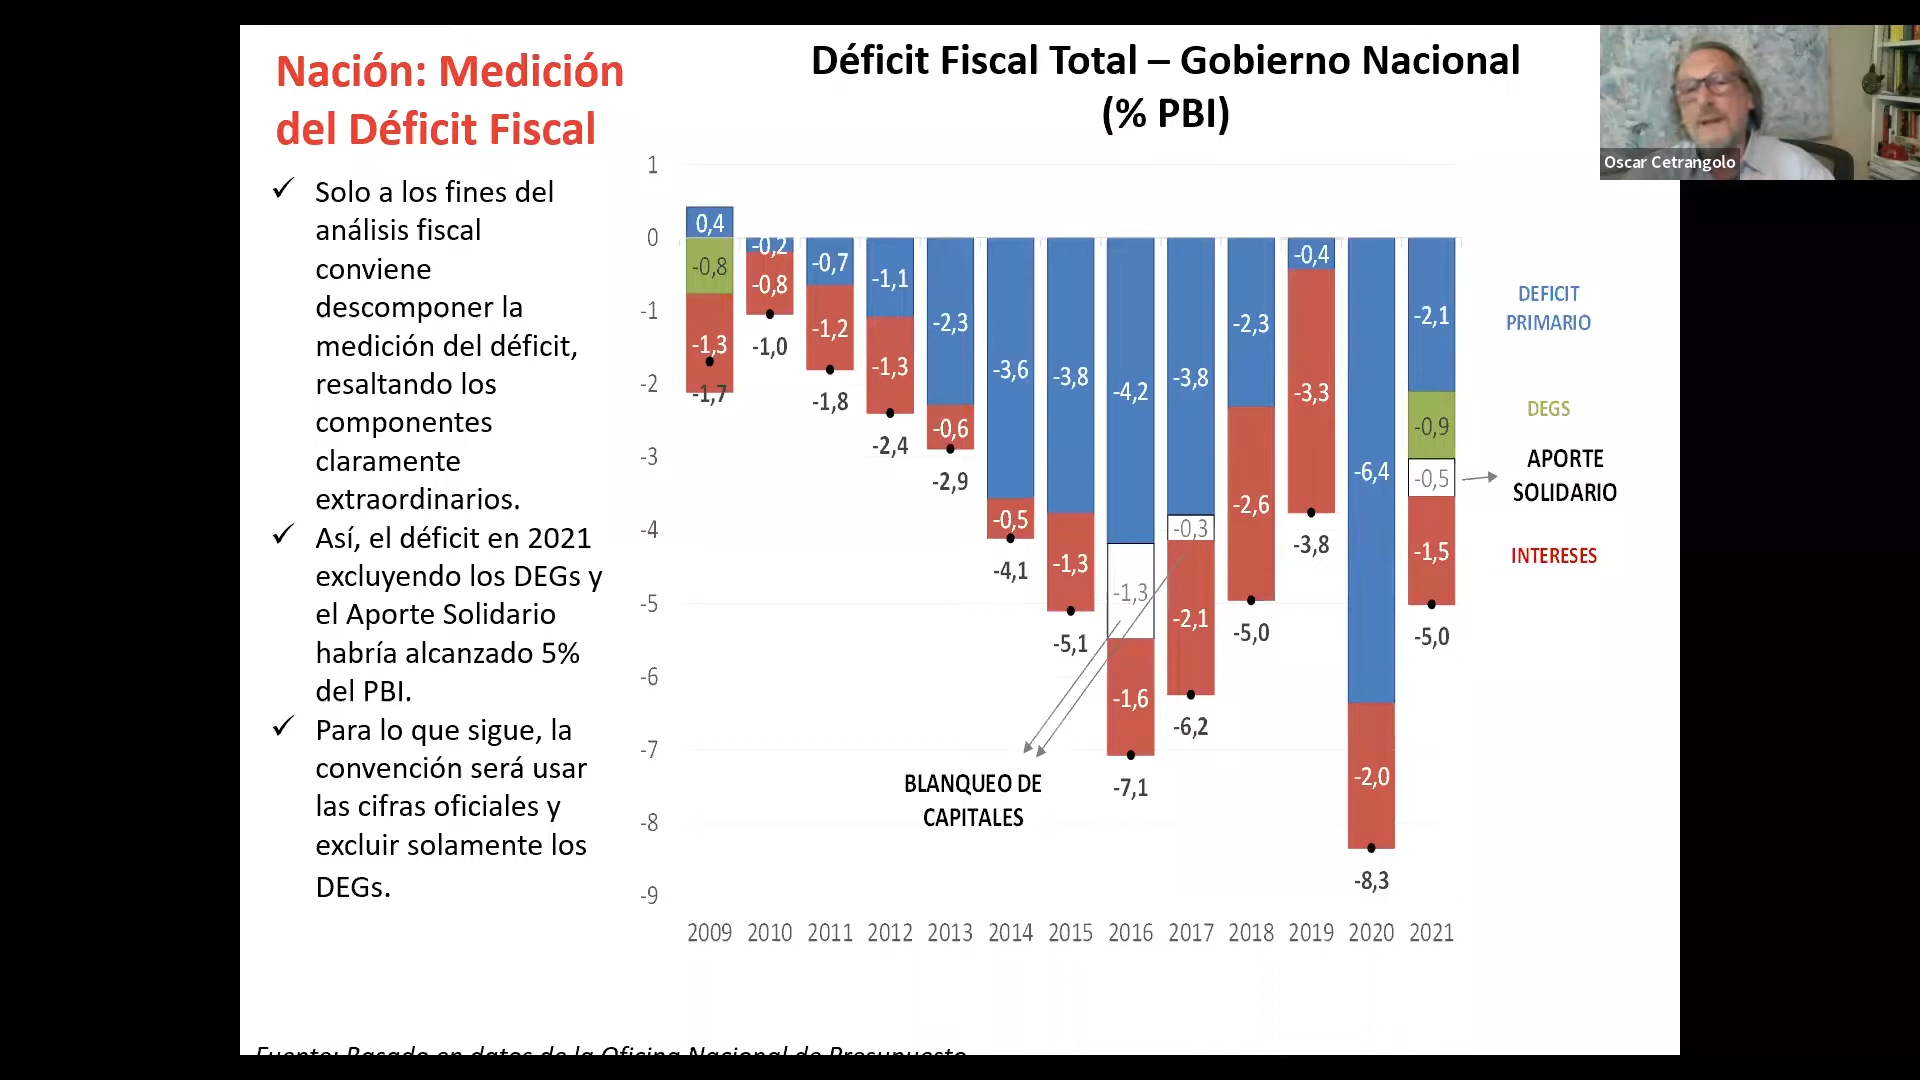 Nación: Medición
del Déficit Fiscal
✓ Solo a los fines del
análisis fiscal
conviene
descomponer la
medición del déficit,
resaltando los
componentes
claramente
extraordinarios.
✓ Así, el déficit en 2021
excluyendo los DEGs y
el Aporte Solidario
habría alcanzado 5%
del PBI.
✓ Para lo que sigue, la
convención será usar
las cifras oficiales y
excluir solamente los
DEGs.
Déficit Fiscal Total – Gobierno Nacional
(% PBI)
Oscar Cetrangolo
1
0
-1
-2
-3
-4
-5
-6
-7
-8
-9
0,4
-0,8
-1,3
-1,7
-0,2
-0,8
-1,0
-0,7
-1,2
-1,8
-1,1
-1,3
-2,4
-2,3
-0,6
-2,9
-3,6
-0,5
-4,1
-3,8
-1,3
-5,1
-4,2
-1,3
-1,6
-7,1
-3,8
-0,3
-2,1
-6,2
-2,3
-2,6
-5,0
-0,4
-3,3
-3,8
-6,4
-2,0
-8,3
-2,1
-0,9
-0,5
-1,5
-5,0
DEFICIT
PRIMARIO
DEGS
APORTE
SOLIDARIO
INTERESES
BLANQUEO DE
CAPITALES
2009 2010 2011 2012 2013 2014 2015 2016 2017 2018 2019 2020 2021
Fuente: Basado en datos de la Oficina Nacional de Presupuesto